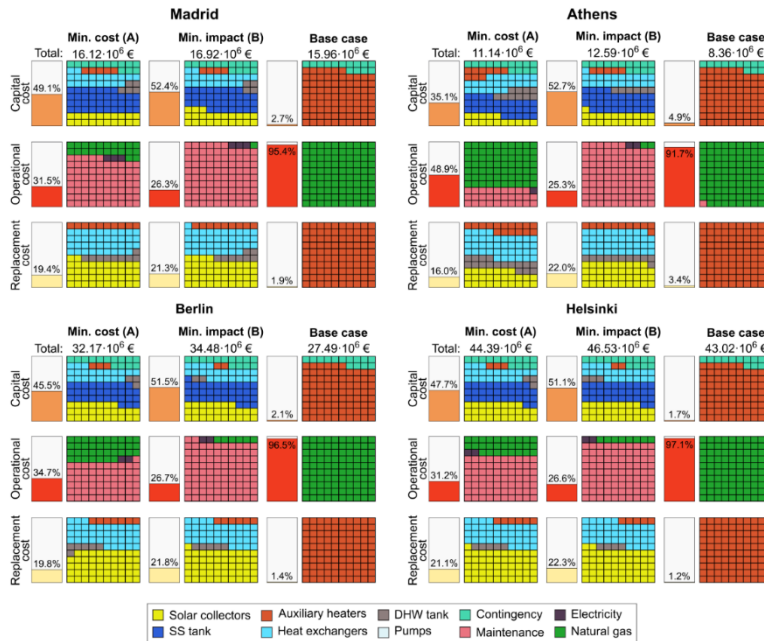 Madrid
Min. cost (A) Min. impact (B) Base case
Total: 16.12·10⁶ € 16.92·10⁶ € 15.96·10⁶ €
Capital cost
49.1% 52.4% 2.7%
Operational cost
31.5% 26.3% 95.4%
Replacement cost
19.4% 21.3% 1.9%
Athens
Min. cost (A) Min. impact (B) Base case
Total: 11.14·10⁶ € 12.59·10⁶ € 8.36·10⁶ €
Capital cost
35.1% 52.7% 4.9%
Operational cost
48.9% 25.3% 91.7%
Replacement cost
16.0% 22.0% 3.4%
Berlin
Min. cost (A) Min. impact (B) Base case
Total: 32.17·10⁶ € 34.48·10⁶ € 27.49·10⁶ €
Capital cost
45.5% 51.5% 2.1%
Operational cost
34.7% 26.7% 96.5%
Replacement cost
19.8% 21.8% 1.4%
Helsinki
Min. cost (A) Min. impact (B) Base case
Total: 44.39·10⁶ € 46.53·10⁶ € 43.02·10⁶ €
Capital cost
47.7% 51.1% 1.7%
Operational cost
31.2% 26.6% 97.1%
Replacement cost
21.1% 22.3% 1.2%
Solar collectors Auxiliary heaters DHW tank Contingency Electricity
SS tank Heat exchangers Pumps Maintenance Natural gas